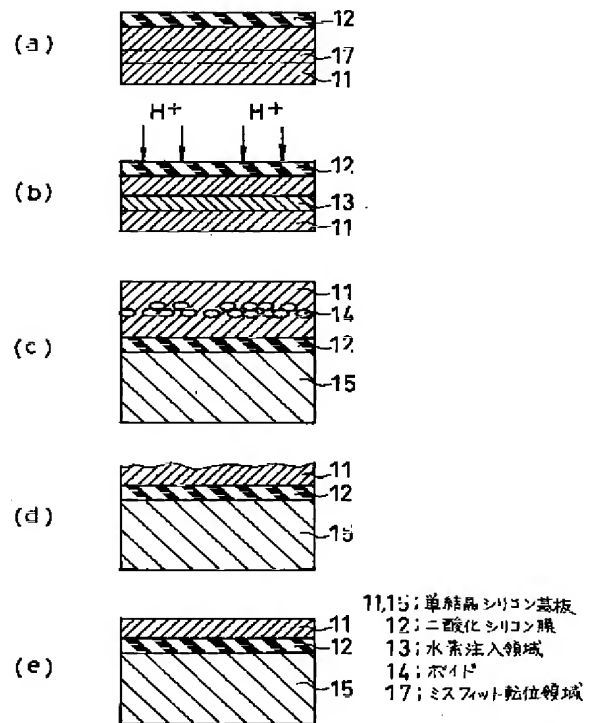 (a)
12
17
11
H+ H+
(b)
12
13
11
(c)
11
14
12
15
(d)
11
12
15
(e)
11
12
15
11,15; 単結晶シリコン基板
12; 二酸化シリコン膜
13; 水素注入領域
14; ボイド
17; ミスフィット転位領域